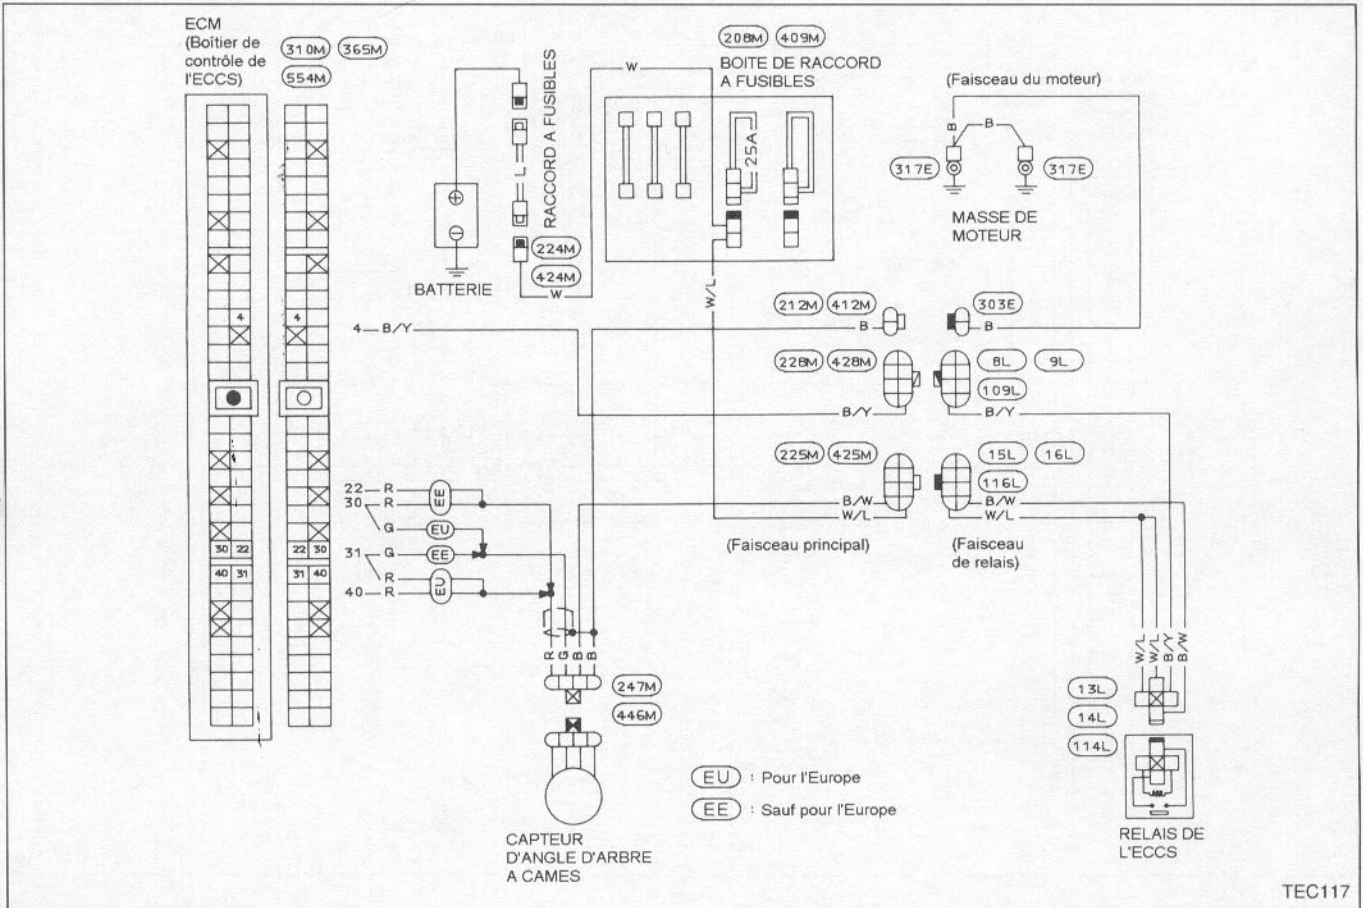 ECM
(Boîtier de
contrôle de
l'ECCS)
310M 365M
554M
208M 409M
BOITE DE RACCORD
A FUSIBLES
RACCORD A FUSIBLES
W
(Faisceau du moteur)
25A
L
B
B
317E 317E
MASSE DE
MOTEUR
224M
424M
BATTERIE
W
W/L
4 4
4 B/Y
212M 412M
303E
B B
228M 428M
8L 9L
109L
B/Y B/Y
225M 425M
15L 16L
116L
B/W B/W
W/L W/L
(Faisceau principal)
(Faisceau
de relais)
22 R EE
30 R
G EU
31 G EE
R EU
40 R
30 22 22 30
40 31 31 40
R G B B
W/L W/L B/Y B/W
247M
446M
13L
14L
114L
EU : Pour l'Europe
EE : Sauf pour l'Europe
CAPTEUR
D'ANGLE D'ARBRE
A CAMES
RELAIS DE
L'ECCS
TEC117